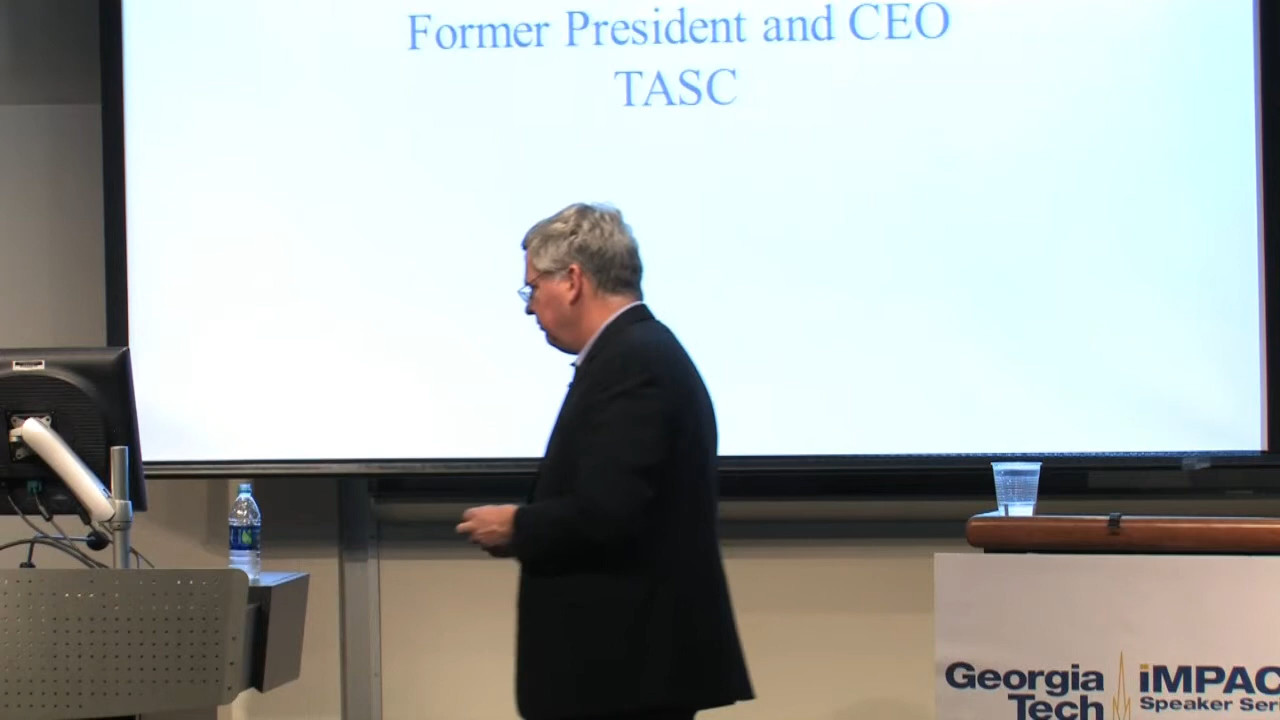 Former President and CEO
TASC
Georgia
Tech
iMPAC
Speaker Ser